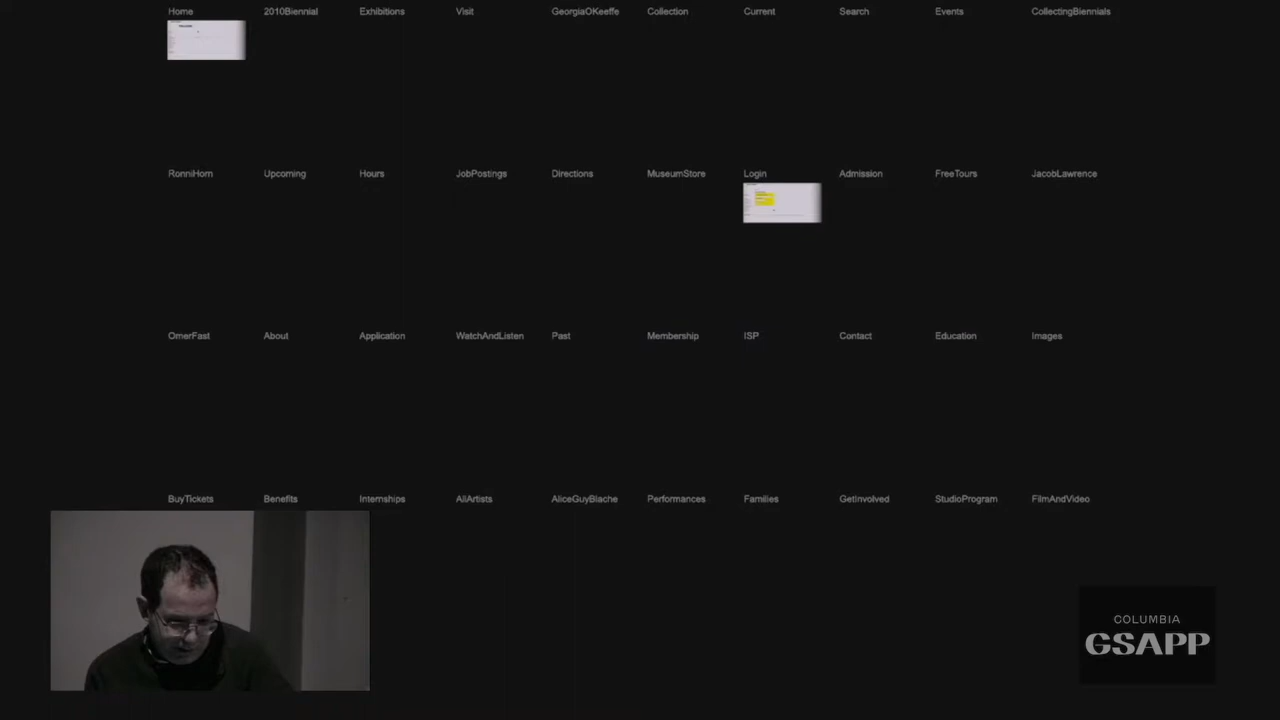 Home 2010Biennial Exhibitions Visit GeorgiaOKeeffe Collection Current Search Events CollectingBiennials
RonniHorn Upcoming Hours JobPostings Directions MuseumStore Login Admission FreeTours JacobLawrence
OmerFast About Application WatchAndListen Past Membership ISP Contact Education Images
BuyTickets Benefits Internships AllArtists AliceGuyBlache Performances Families GetInvolved StudioProgram FilmAndVideo
COLUMBIA
GSAPP